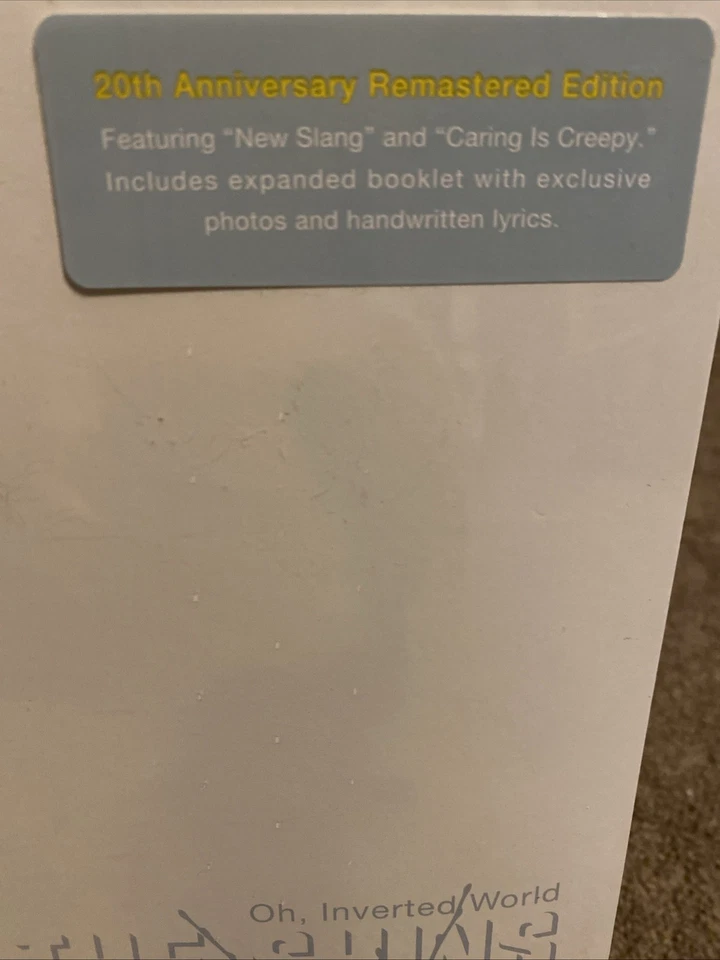 20th Anniversary Remastered Edition
Featuring “New Slang” and “Caring Is Creepy.”
Includes expanded booklet with exclusive
photos and handwritten lyrics.
Oh, Inverted World